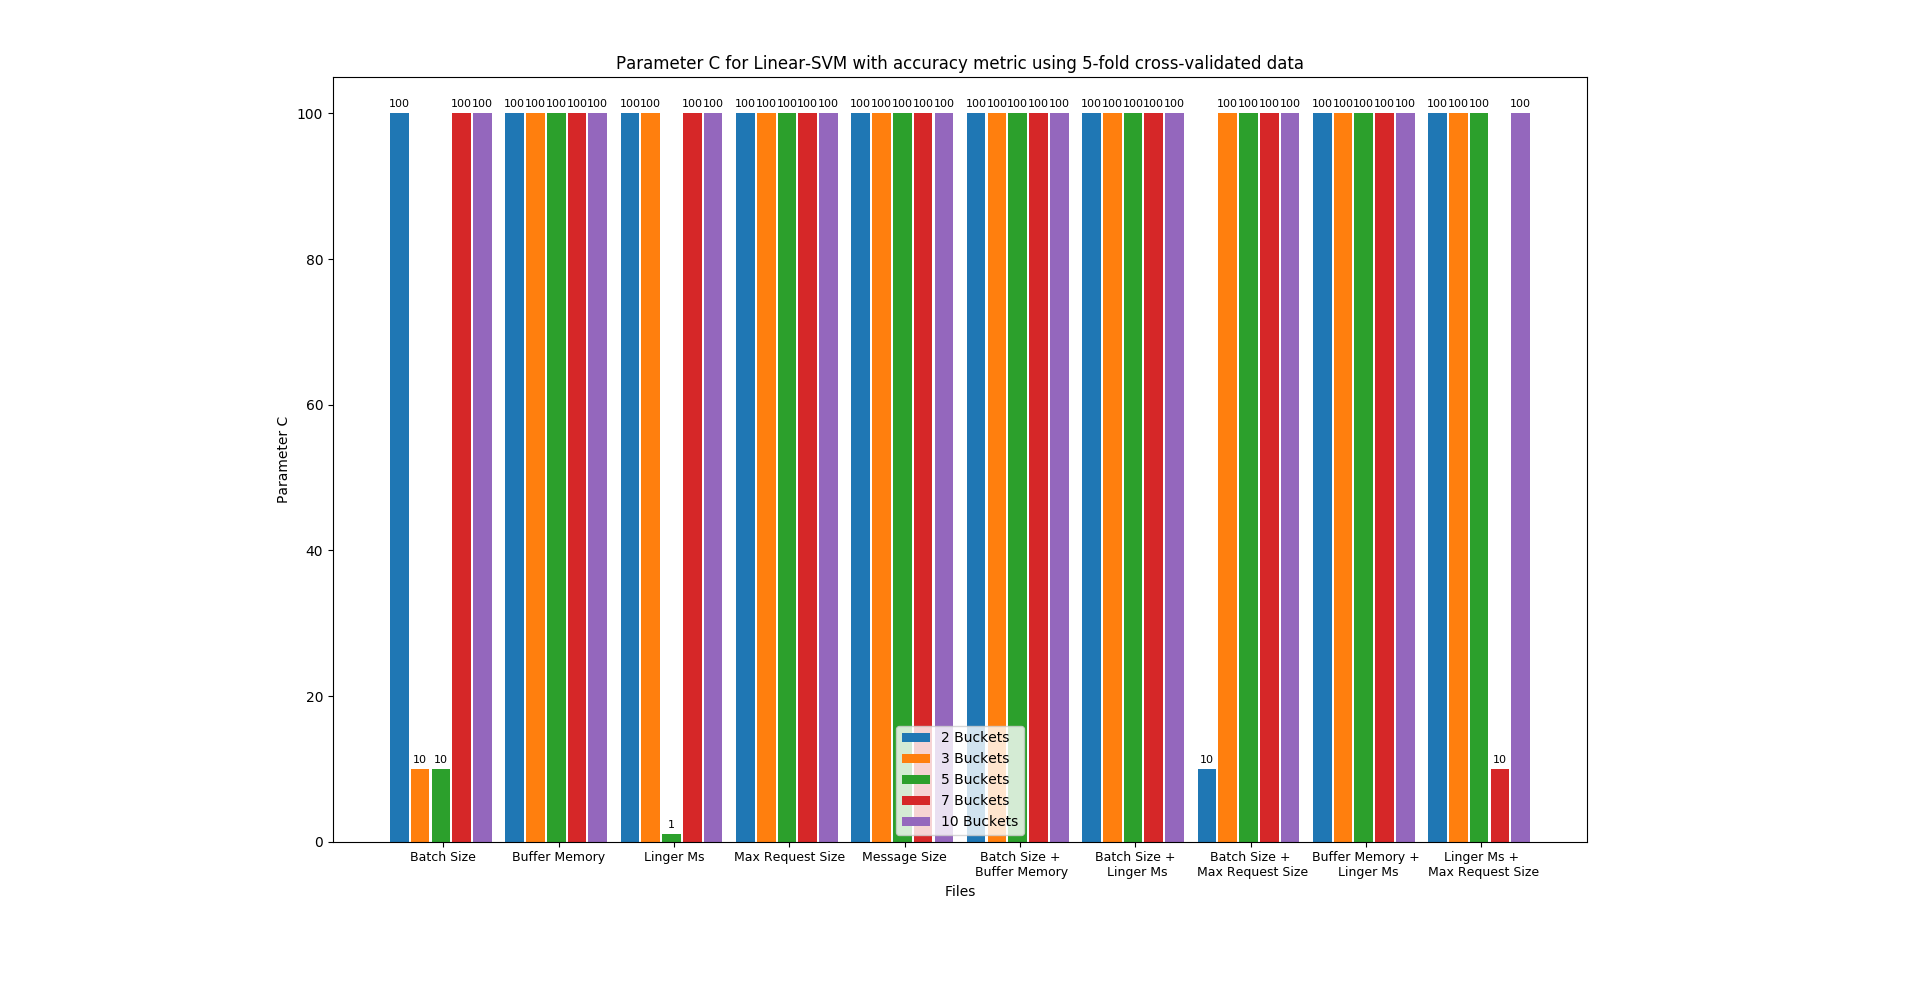 Parameter C for Linear-SVM with accuracy metric using 5-fold cross-validated data
100 100 100 100 100 100 100 100 100 100 100 100 100 100 100 100 100 100 100 100 100 100 100 100 100 100 100 100 100 100 100 100 100 100 100 100 100 100 100 100 100 100 100 100 100
100
80
60
40
20
0
Parameter C
10 10
1
10
10
2 Buckets
3 Buckets
5 Buckets
7 Buckets
10 Buckets
Batch Size
Buffer Memory
Linger Ms
Max Request Size
Message Size
Batch Size +
Buffer Memory
Batch Size +
Linger Ms
Batch Size +
Max Request Size
Buffer Memory +
Linger Ms
Linger Ms +
Max Request Size
Files